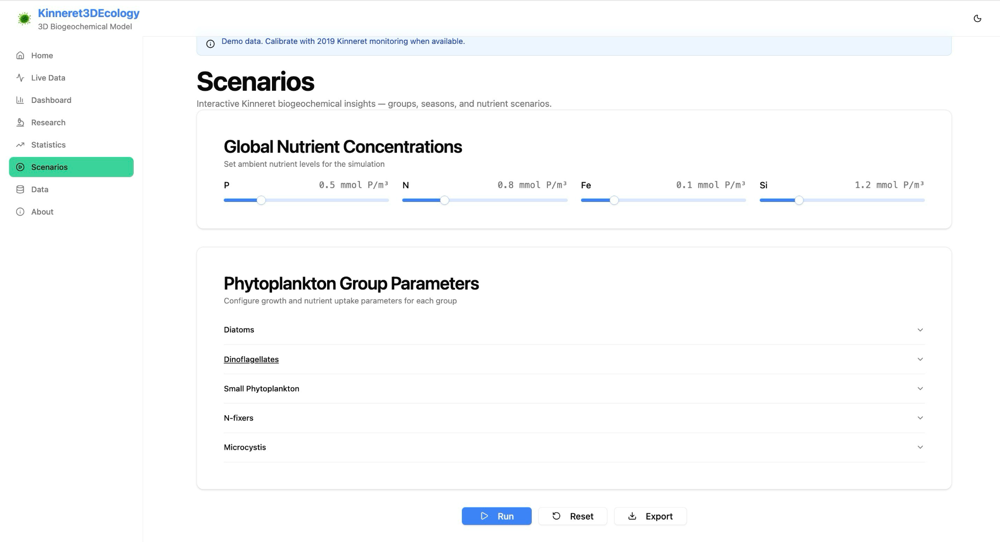 Kinneret3DEcology
3D Biogeochemical Model
Home
Live Data
Dashboard
Research
Statistics
Scenarios
Data
About
Demo data. Calibrate with 2019 Kinneret monitoring when available.
Scenarios
Interactive Kinneret biogeochemical insights — groups, seasons, and nutrient scenarios.
Global Nutrient Concentrations
Set ambient nutrient levels for the simulation
P 0.5 mmol P/m³
N 0.8 mmol P/m³
Fe 0.1 mmol P/m³
Si 1.2 mmol P/m³
Phytoplankton Group Parameters
Configure growth and nutrient uptake parameters for each group
Diatoms
Dinoflagellates
Small Phytoplankton
N-fixers
Microcystis
Run
Reset
Export